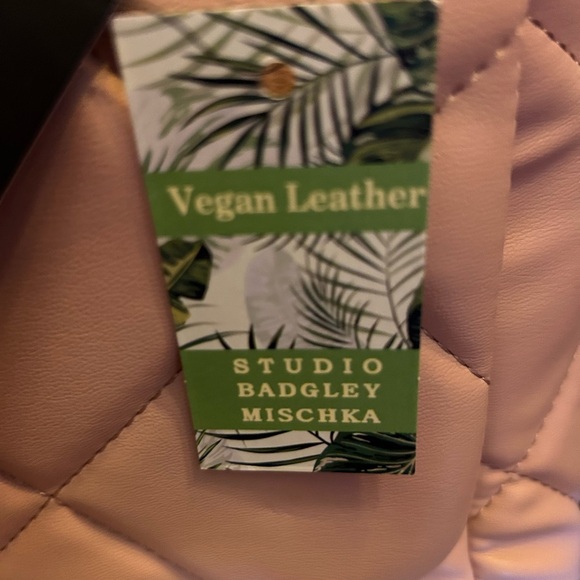 Vegan Leather
STUDIO
BADGLEY
MISCHKA